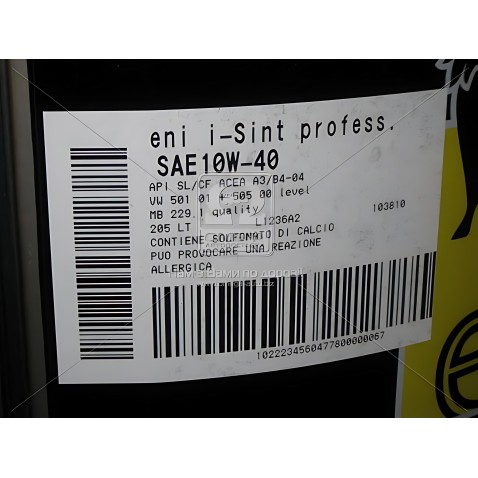 eni i-Sint profess.
SAE10W-40
API SL/CF ACEA A3/B4-04
VW 501 01 + 505 00 level
MB 229,1 quality
205 LT L1236A2 103810
CONTIENE SOLFONATO DI CALCIO
PUO PROVOCARE UNA REAZIONE
ALLERGICA
1022234560477800000067